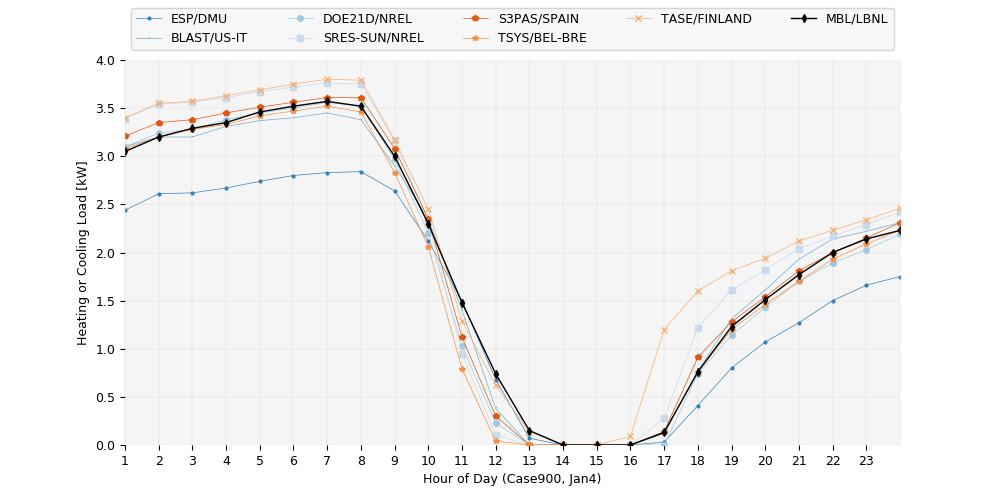 ESP/DMU DOE21D/NREL S3PAS/SPAIN TASE/FINLAND MBL/LBNL
BLAST/US-IT SRES-SUN/NREL TSYS/BEL-BRE
4.0
3.5
3.0
2.5
2.0
1.5
1.0
0.5
0.0
Heating or Cooling Load [kW]
1 2 3 4 5 6 7 8 9 10 11 12 13 14 15 16 17 18 19 20 21 22 23
Hour of Day (Case900, Jan4)